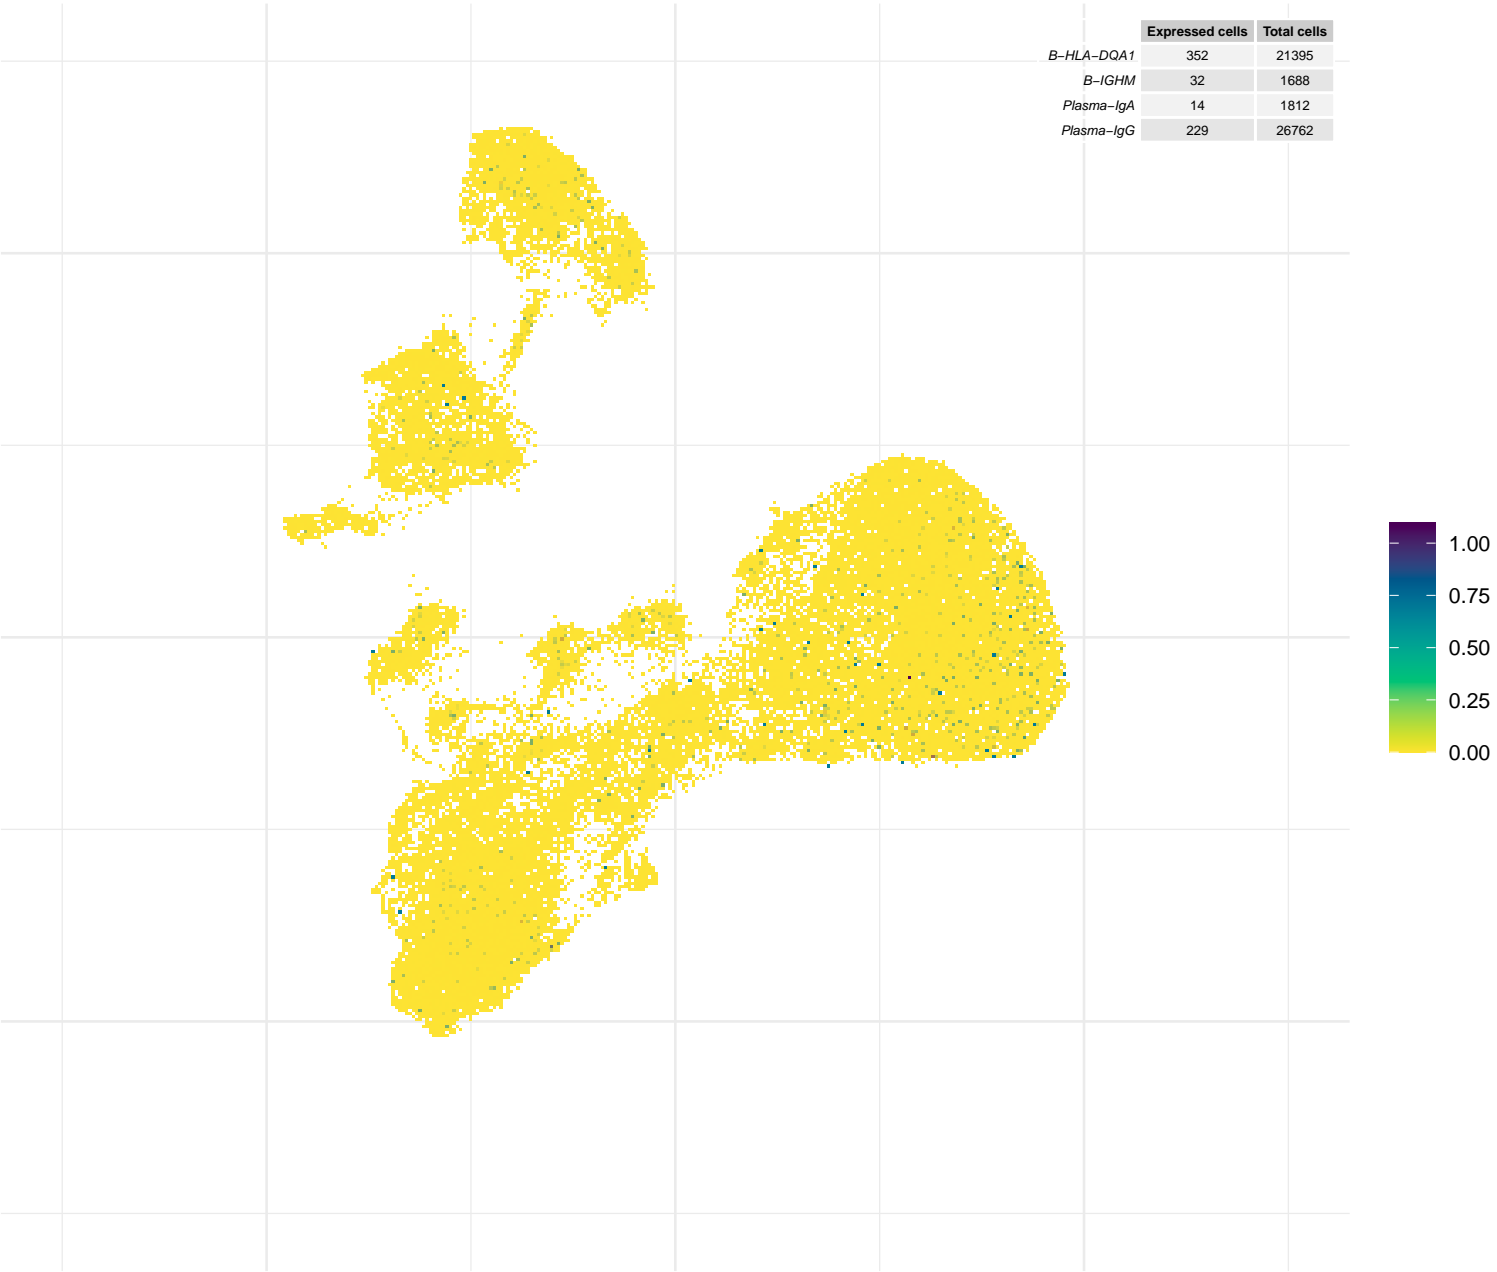 Expressed cells Total cells
B−HLA−DQA1 352 21395
B−IGHM 32 1688
Plasma−IgA 14 1812
Plasma−IgG 229 26762
1.00
0.75
0.50
0.25
0.00